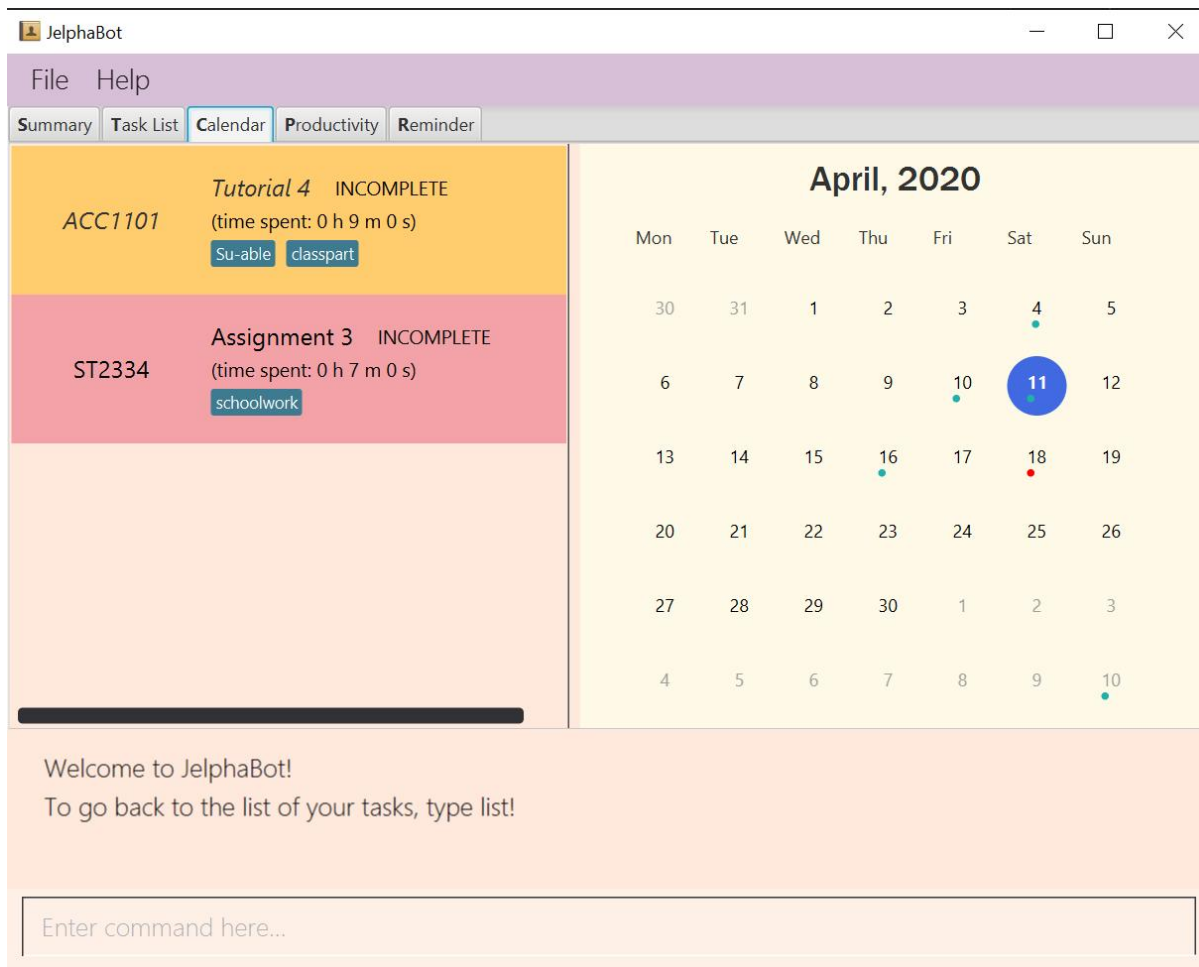 JelphaBot
File Help
Summary Task List Calendar Productivity Reminder
ACC1101
Tutorial 4 INCOMPLETE
(time spent: 0 h 9 m 0 s)
Su-able classpart
ST2334
Assignment 3 INCOMPLETE
(time spent: 0 h 7 m 0 s)
schoolwork
April, 2020
Mon Tue Wed Thu Fri Sat Sun
30 31 1 2 3 4 5
6 7 8 9 10 11 12
13 14 15 16 17 18 19
20 21 22 23 24 25 26
27 28 29 30 1 2 3
4 5 6 7 8 9 10
Welcome to JelphaBot!
To go back to the list of your tasks, type list!
Enter command here...